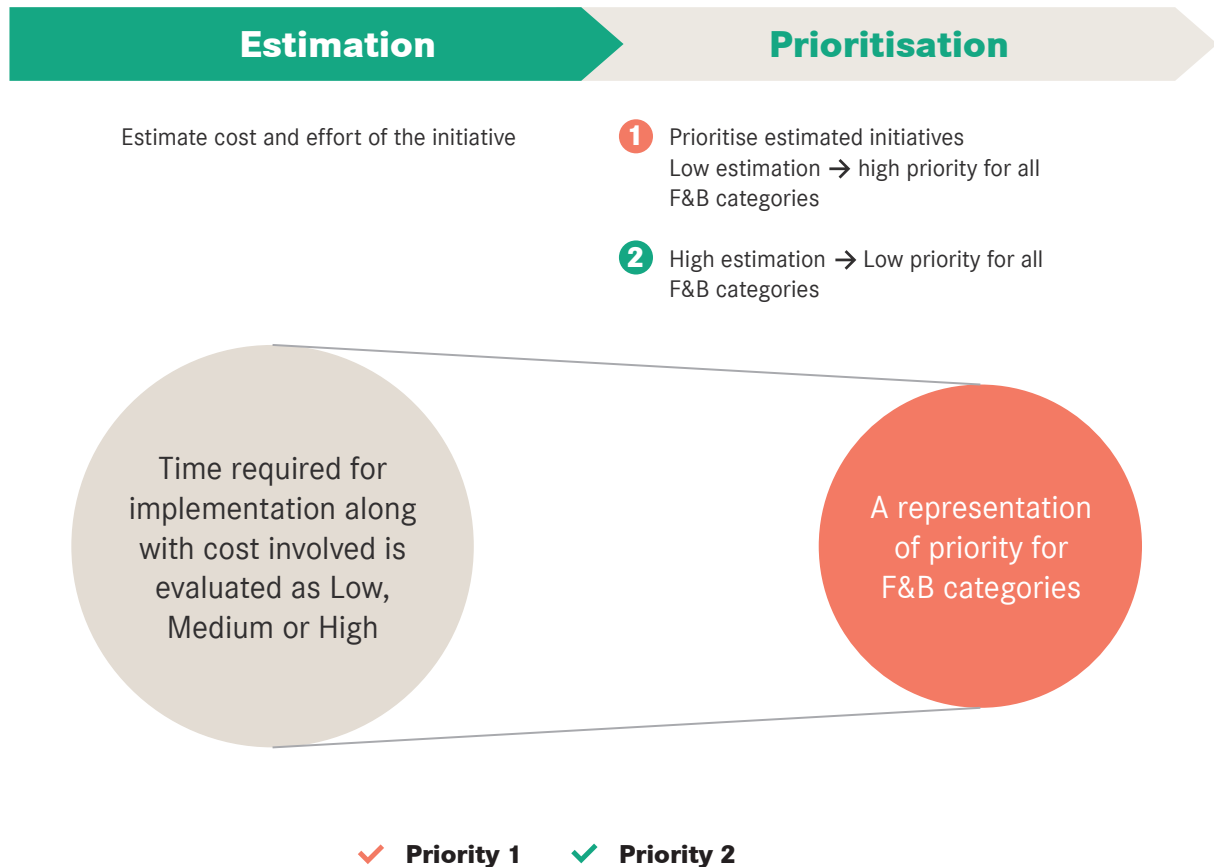 Estimation
Prioritisation
Estimate cost and effort of the initiative
1 Prioritise estimated initiatives
Low estimation → high priority for all
F&B categories
2 High estimation → Low priority for all
F&B categories
Time required for
implementation along
with cost involved is
evaluated as Low,
Medium or High
A representation
of priority for
F&B categories
✓ Priority 1 ✓ Priority 2